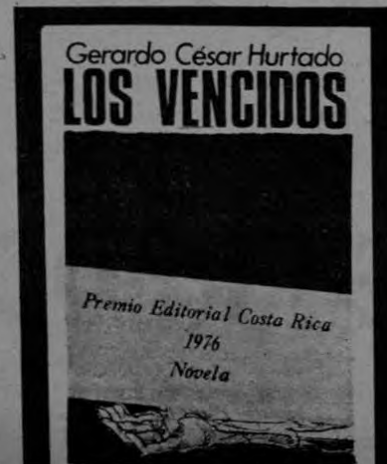 Gerardo César Hurtado
LOS VENCIDOS
Premio Editorial Costa Rica
1976
Novela